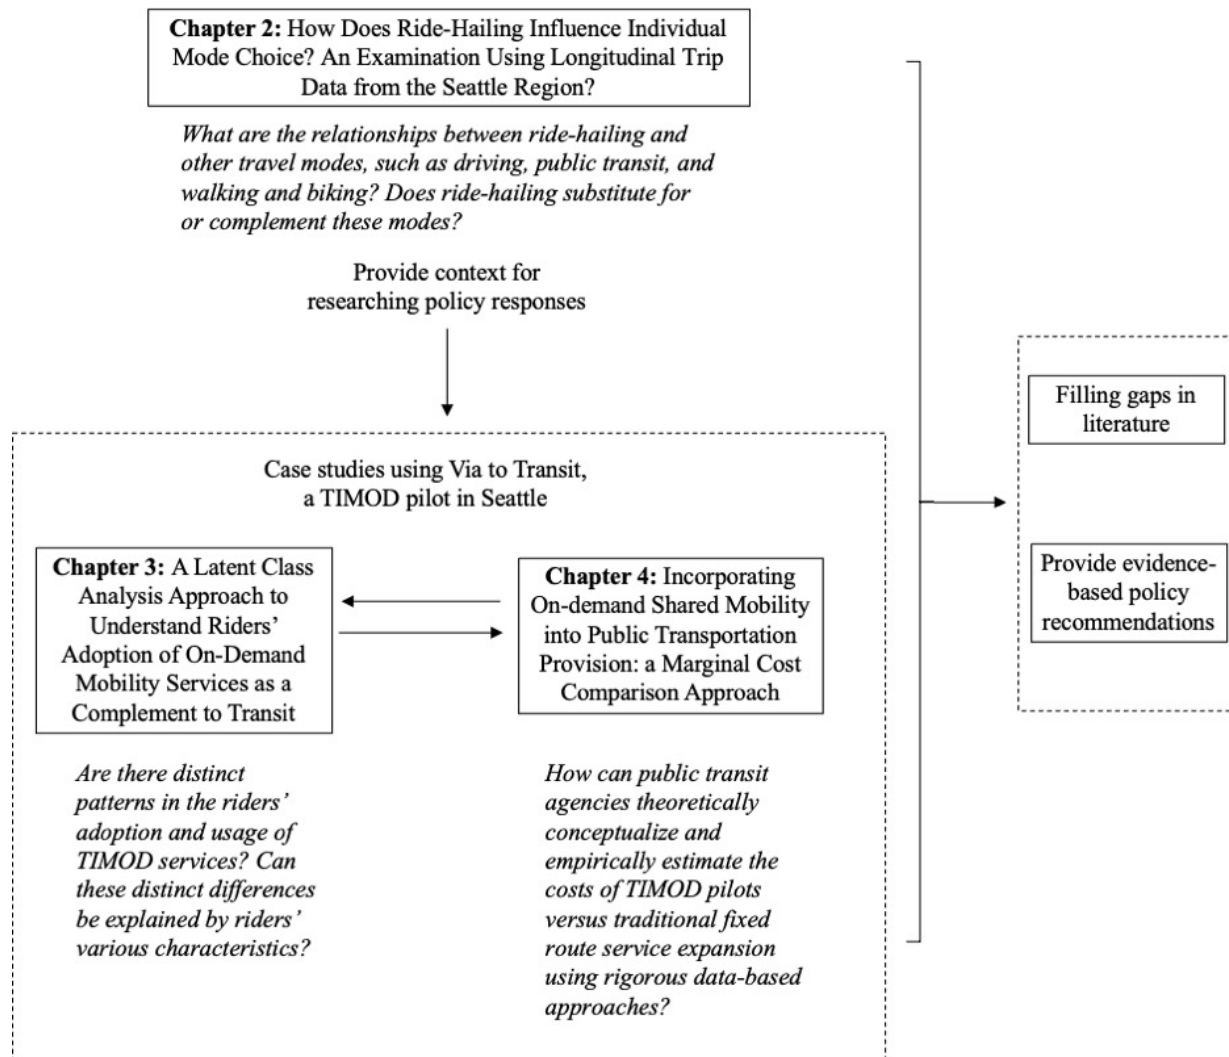 Chapter 2: How Does Ride-Hailing Influence Individual
Mode Choice? An Examination Using Longitudinal Trip
Data from the Seattle Region?
What are the relationships between ride-hailing and
other travel modes, such as driving, public transit, and
walking and biking? Does ride-hailing substitute for
or complement these modes?
Provide context for
researching policy responses
Case studies using Via to Transit,
a TIMOD pilot in Seattle
Chapter 3: A Latent Class
Analysis Approach to
Understand Riders’
Adoption of On-Demand
Mobility Services as a
Complement to Transit
Are there distinct
patterns in the riders’
adoption and usage of
TIMOD services? Can
these distinct differences
be explained by riders’
various characteristics?
Chapter 4: Incorporating
On-demand Shared Mobility
into Public Transportation
Provision: a Marginal Cost
Comparison Approach
How can public transit
agencies theoretically
conceptualize and
empirically estimate the
costs of TIMOD pilots
versus traditional fixed
route service expansion
using rigorous data-based
approaches?
Filling gaps in
literature
Provide evidence-
based policy
recommendations